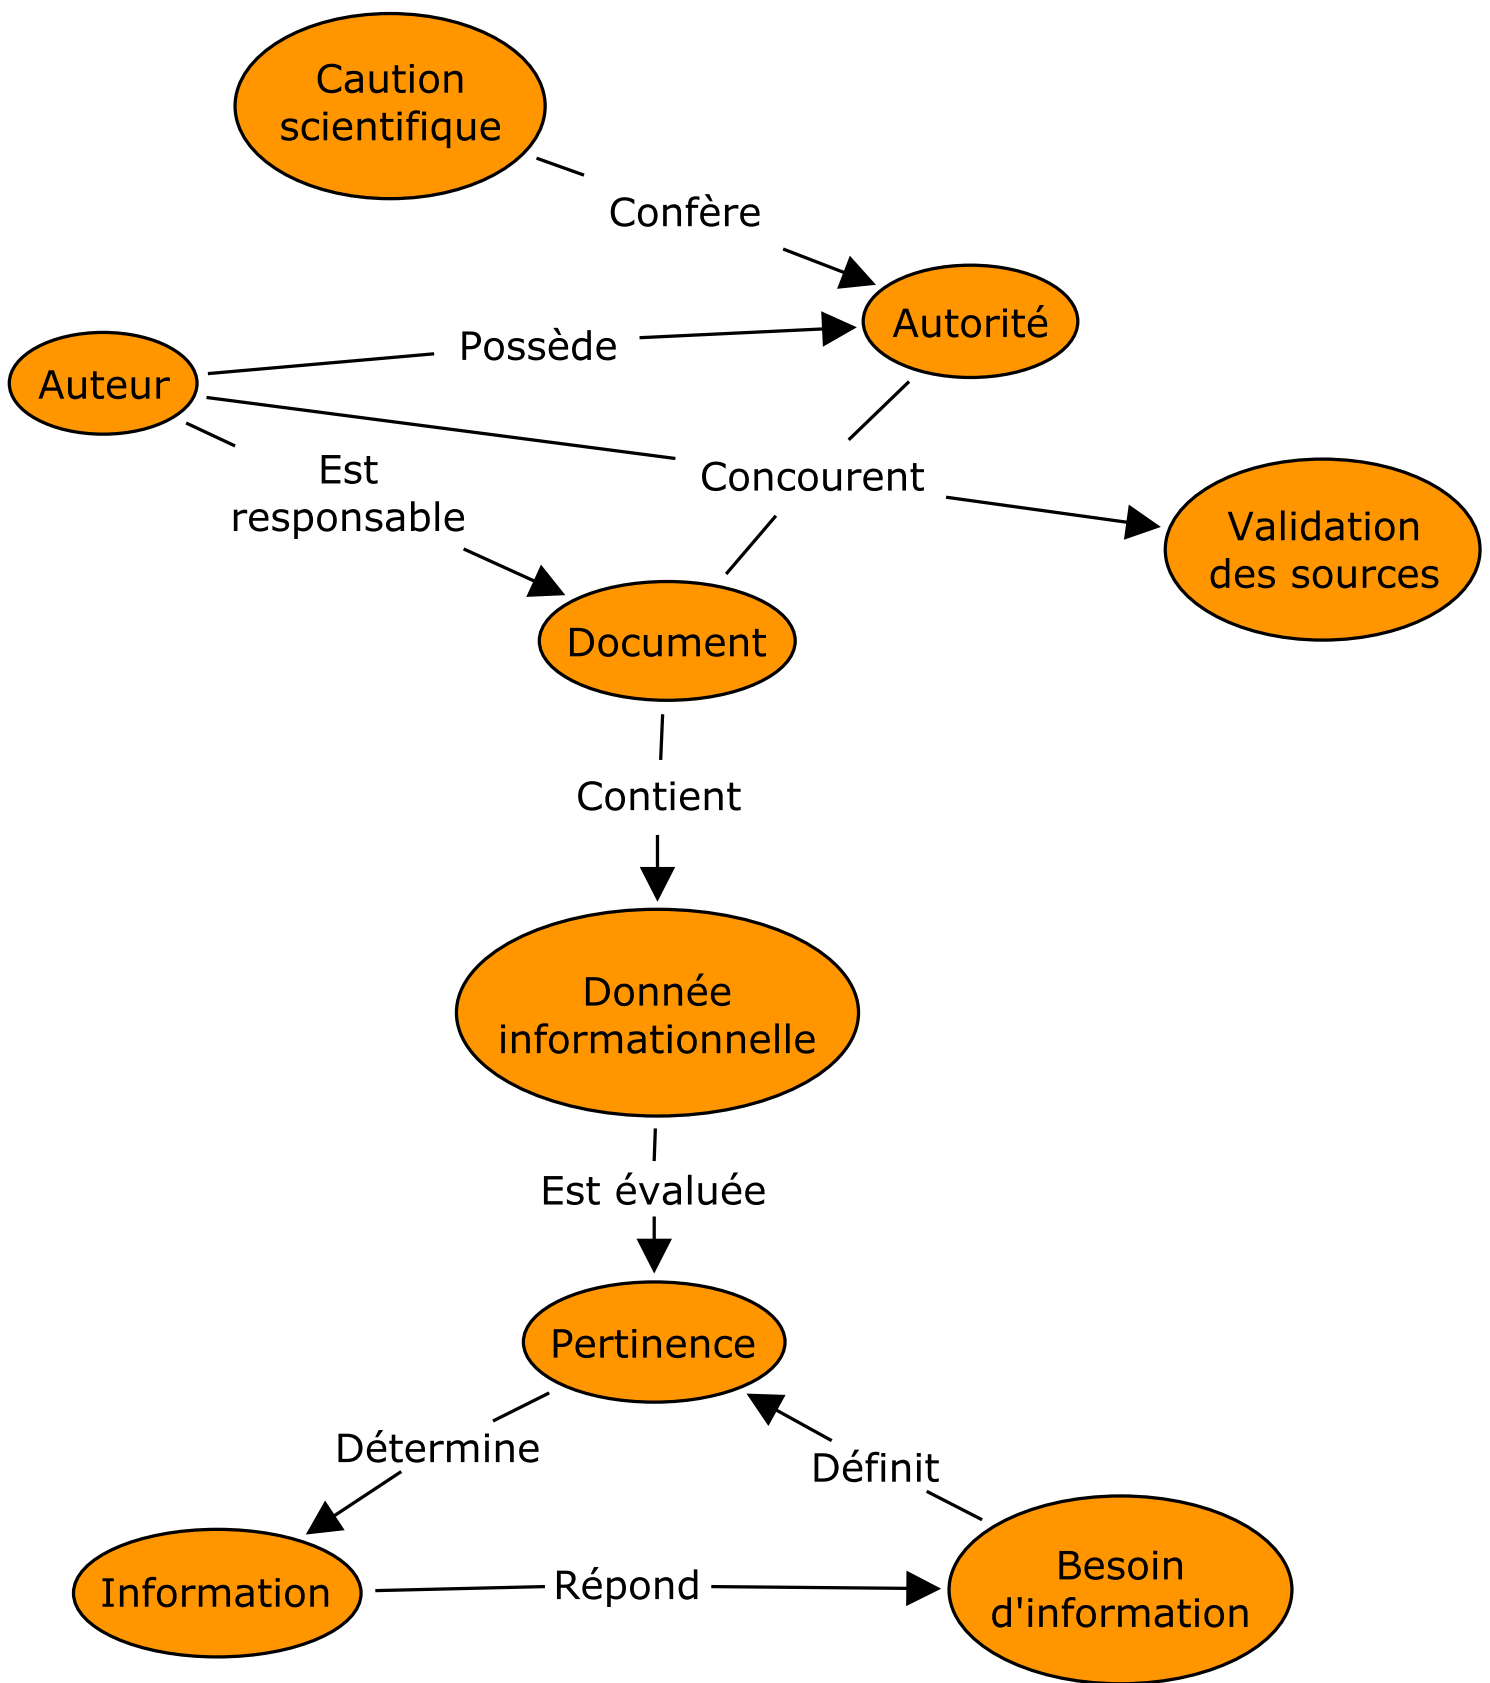 Caution
scientifique
Confère
Autorité
Possède
Auteur
Est
responsable
Concourent
Validation
des sources
Document
Contient
Donnée
informationnelle
Est évaluée
Pertinence
Détermine
Définit
Information
Répond
Besoin
d'information